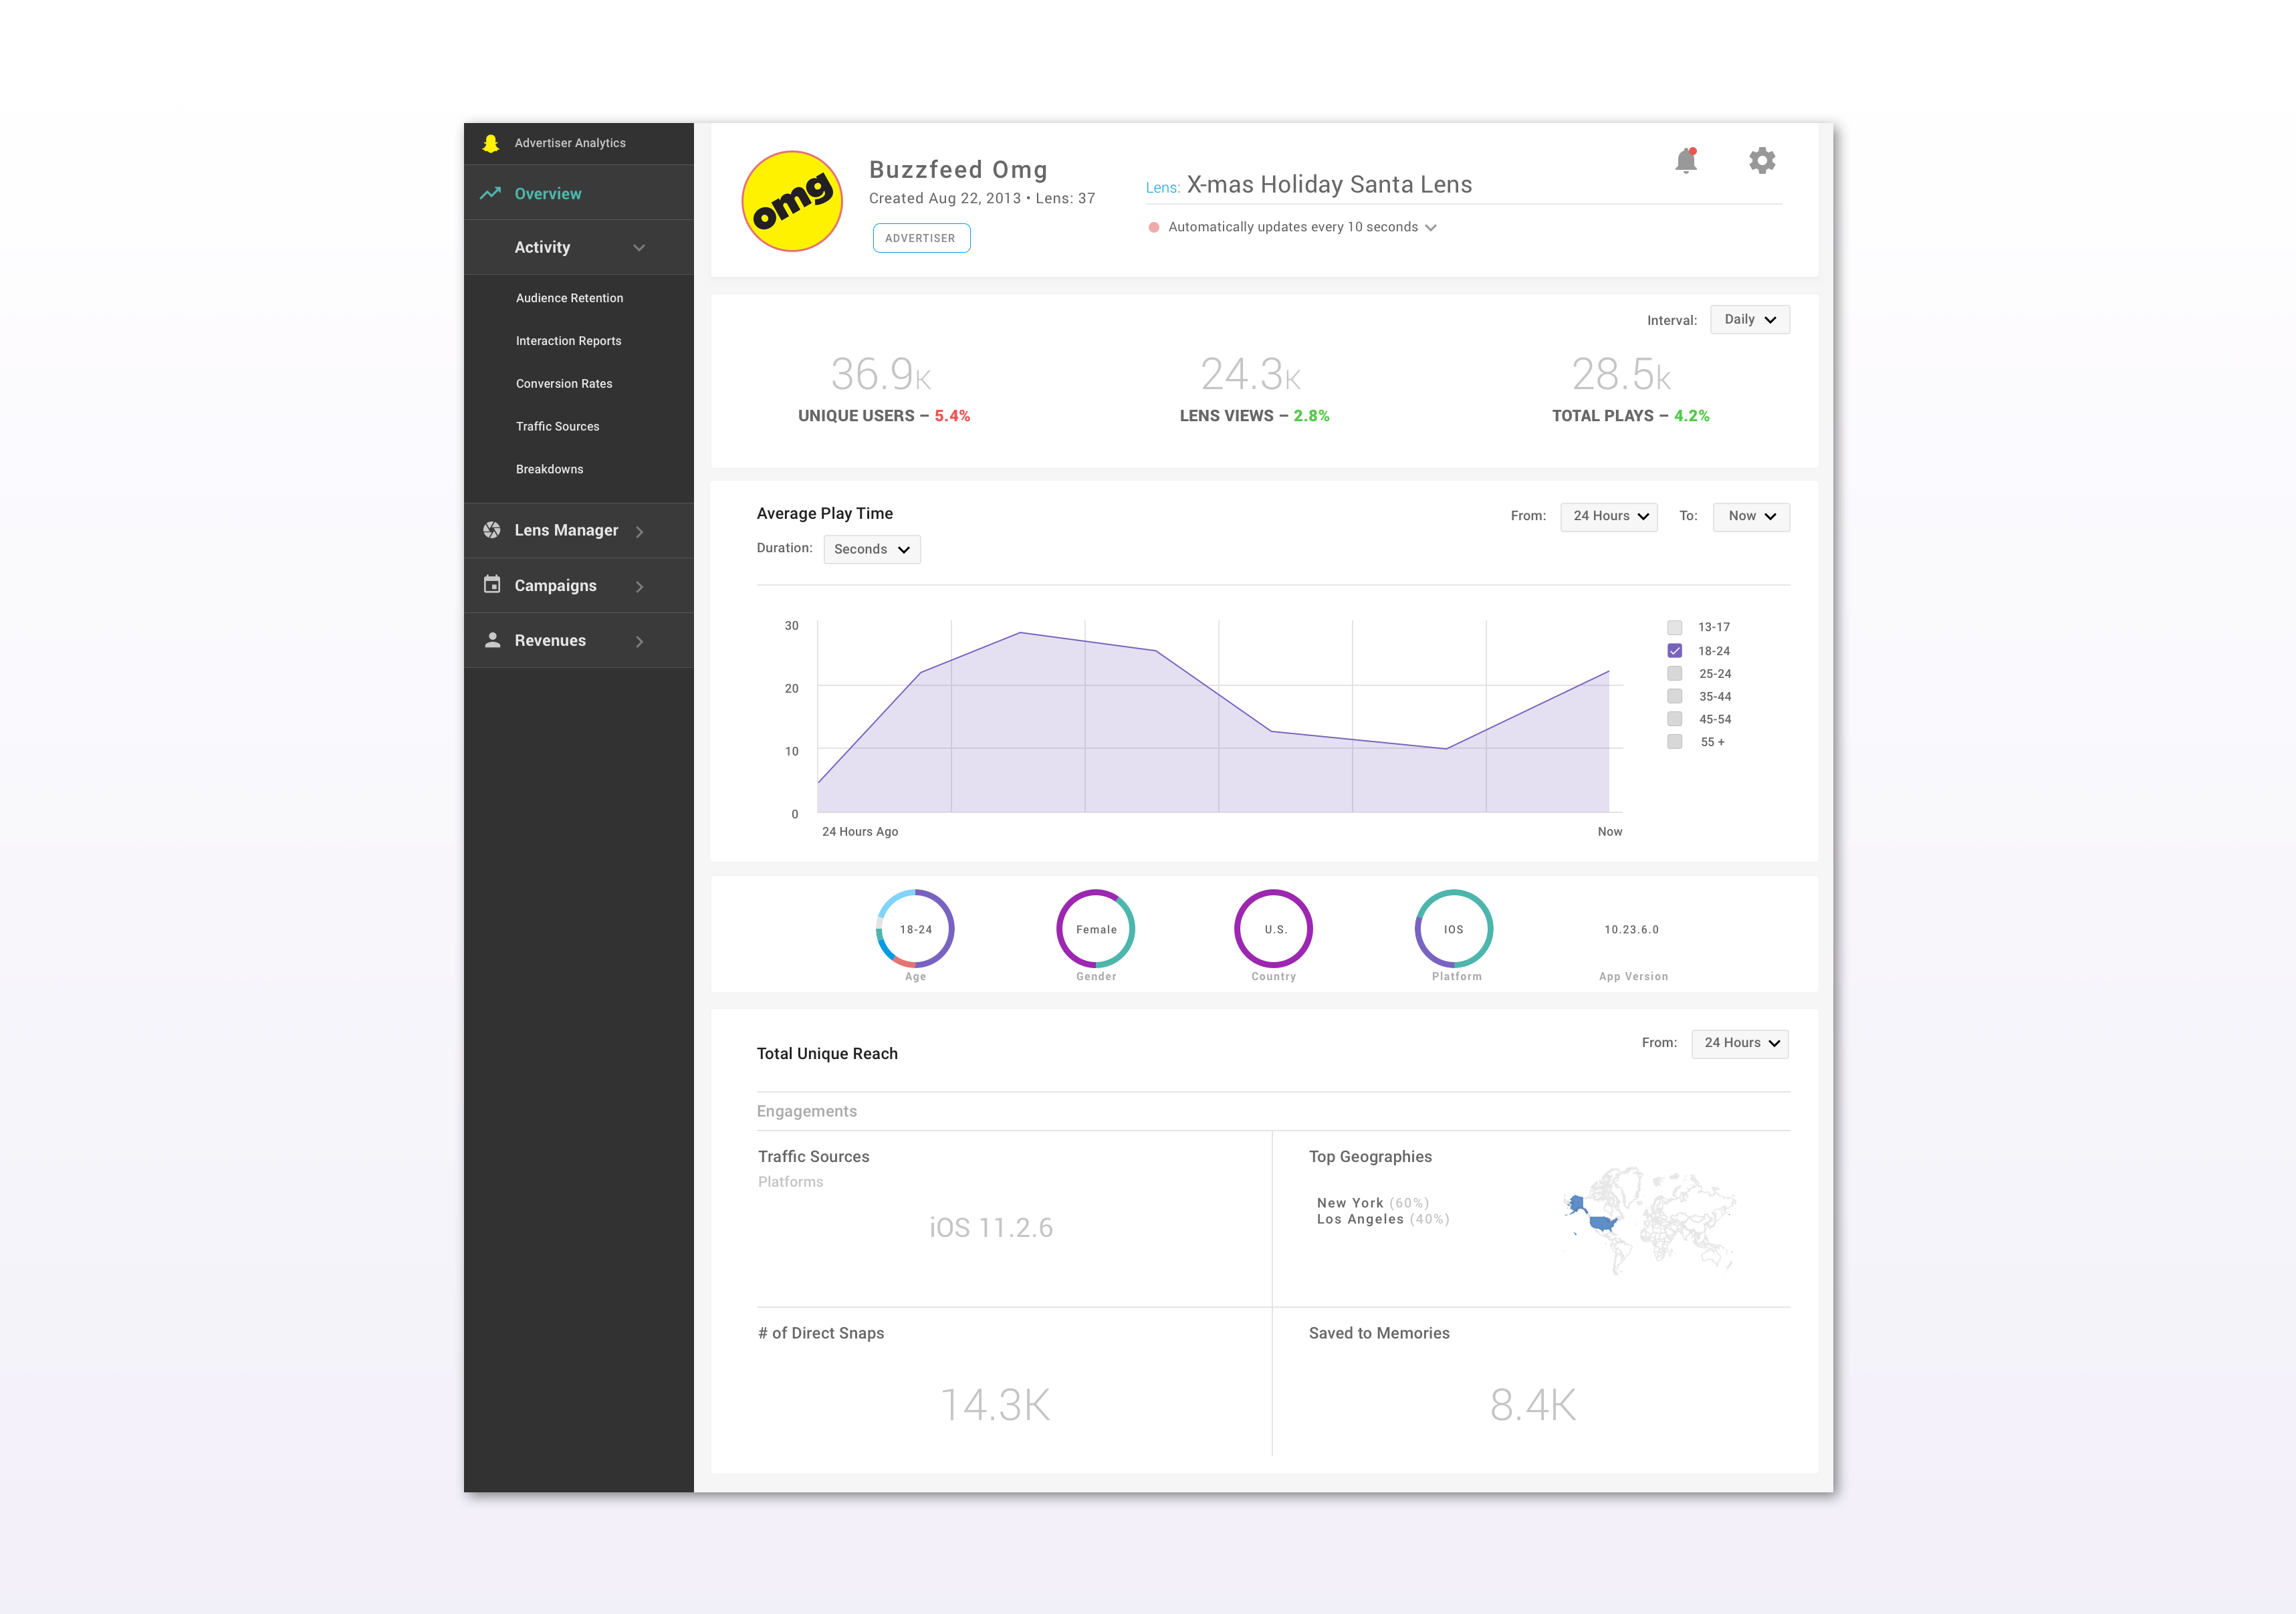 Advertiser Analytics
Overview
Activity
Audience Retention
Interaction Reports
Conversion Rates
Traffic Sources
Breakdowns
Lens Manager
Campaigns
Revenues
omg
Buzzfeed Omg
Created Aug 22, 2013 • Lens: 37
ADVERTISER
Lens: X-mas Holiday Santa Lens
Automatically updates every 10 seconds
Interval: Daily
36.9K
UNIQUE USERS – 5.4%
24.3K
LENS VIEWS – 2.8%
28.5k
TOTAL PLAYS – 4.2%
Average Play Time
From: 24 Hours To: Now
Duration: Seconds
30
20
10
0
24 Hours Ago
Now
13-17
18-24
25-24
35-44
45-54
55 +
18-24
Age
Female
Gender
U.S.
Country
IOS
Platform
10.23.6.0
App Version
Total Unique Reach
From: 24 Hours
Engagements
Traffic Sources
Platforms
iOS 11.2.6
Top Geographies
New York (60%)
Los Angeles (40%)
# of Direct Snaps
14.3K
Saved to Memories
8.4K